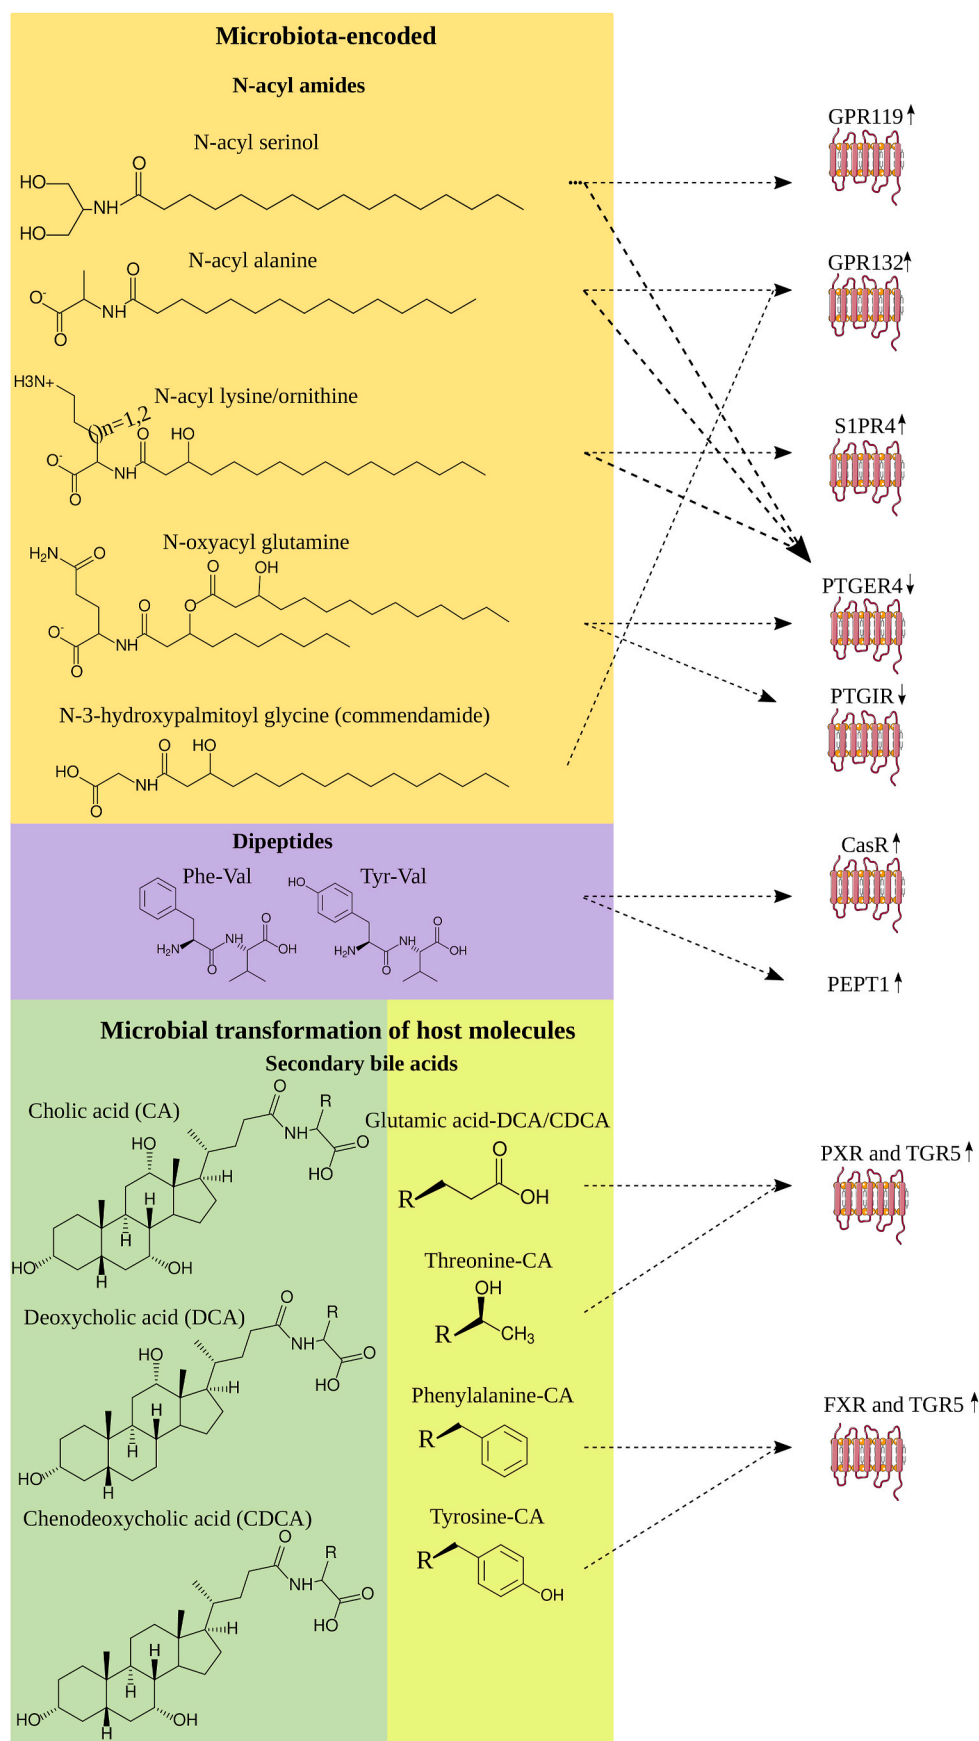 Microbiota-encoded
N-acyl amides
N-acyl serinol
HO
O
NH
HO
GPR119
N-acyl alanine
O
O-
NH
O
GPR132
H3N+
N-acyl lysine/ornithine
()n=1,2
O
HO
O-
NH
O
S1PR4
N-oxyacyl glutamine
H2N
O
O
OH
O
O
O-
NH
O
PTGER4
PTGIR
N-3-hydroxypalmitoyl glycine (commendamide)
O
HO
HO
NH
O
Dipeptides
Phe-Val
H2N
O
NH
O
OH
Tyr-Val
HO
H2N
O
NH
O
OH
CasR
PEPT1
Microbial transformation of host molecules
Secondary bile acids
Cholic acid (CA)
O
R
NH
O
HO
HO
H
H
H
HO
H
OH
Glutamic acid-DCA/CDCA
O
R
OH
PXR and TGR5
Threonine-CA
OH
R
CH3
Deoxycholic acid (DCA)
O
R
NH
O
HO
HO
H
H
H
HO
H
Phenylalanine-CA
R
FXR and TGR5
Chenodeoxycholic acid (CDCA)
O
R
NH
O
HO
H
H
H
HO
H
OH
Tyrosine-CA
R
OH